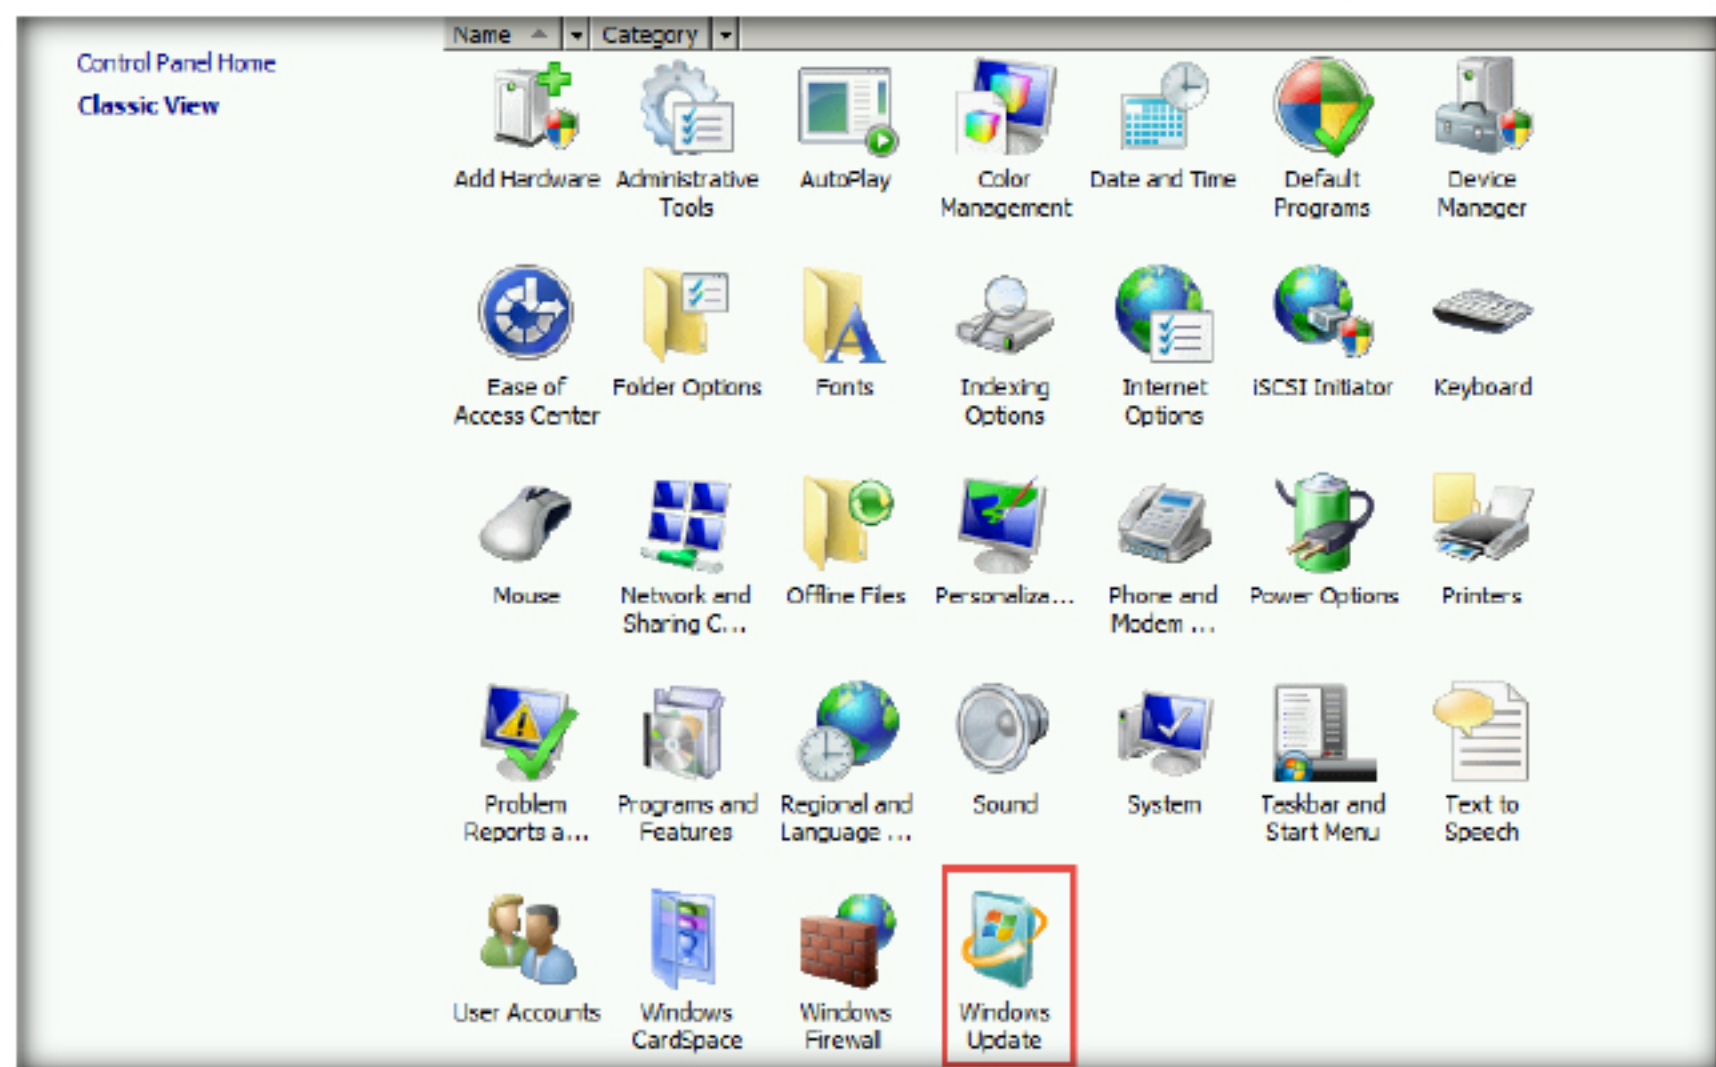 Name Category
Control Panel Home
Classic View
Add Hardware
Administrative
Tools
AutoPlay
Color
Management
Date and Time
Default
Programs
Device
Manager
Ease of
Access Center
Folder Options
Fonts
Indexing
Options
Internet
Options
iSCSI Initiator
Keyboard
Mouse
Network and
Sharing C...
Offline Files
Personaliza...
Phone and
Modem ...
Power Options
Printers
Problem
Reports a...
Programs and
Features
Regional and
Language ...
Sound
System
Taskbar and
Start Menu
Text to
Speech
User Accounts
Windows
CardSpace
Windows
Firewall
Windows
Update